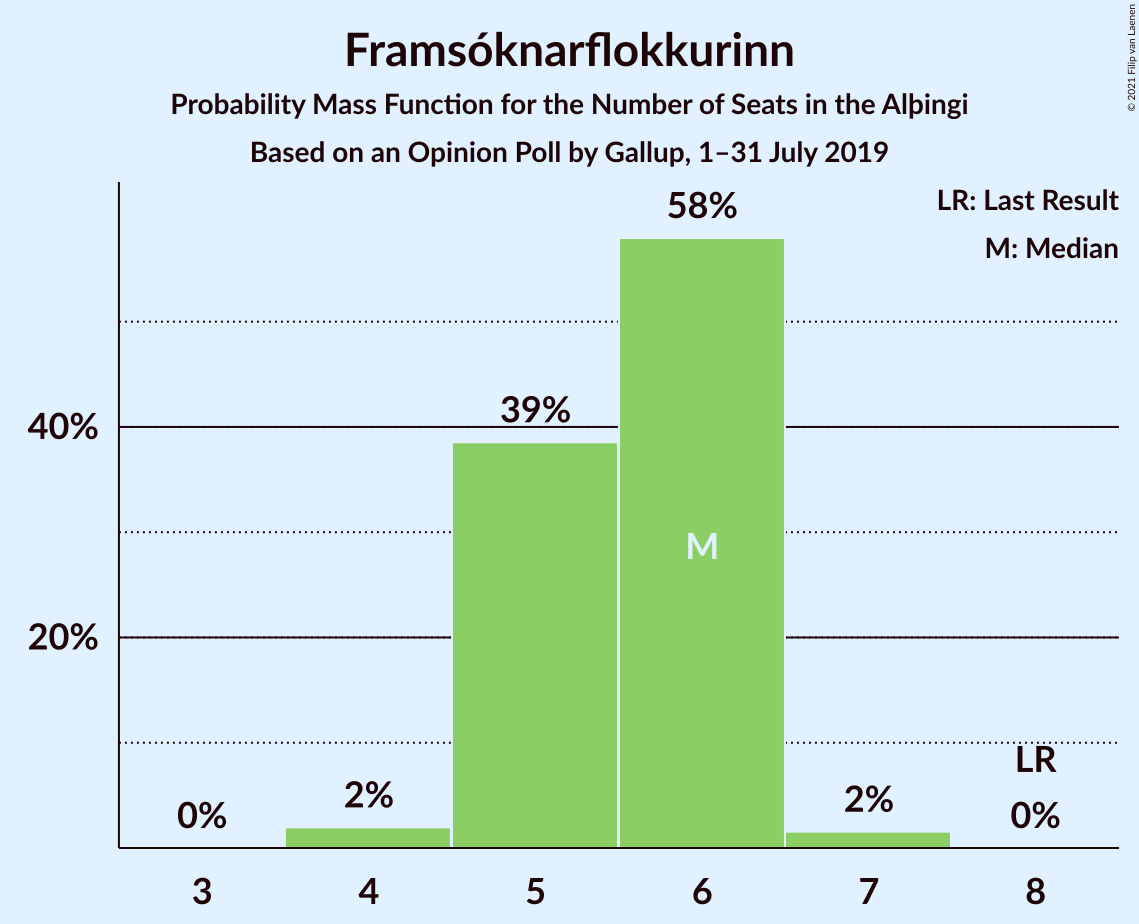 Framsóknarflokkurinn
Probability Mass Function for the Number of Seats in the Alþingi
Based on an Opinion Poll by Gallup, 1–31 July 2019
© 2021 Filip van Laenen
LR: Last Result
M: Median
58%
39%
40%
M
20%
LR
0%
2%
2%
0%
3 4 5 6 7 8